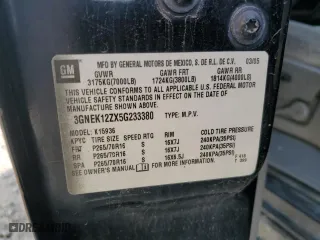 GM
MFD BY GENERAL MOTORS DE MEXICO, S. DE R.L. DE C.V. 03/05
GVWR GAWR FRT GAWR RR
3175KG(7000LB) 1724KG(3800LB) 1814KG(4000LB)
THIS VEHICLE CONFORMS TO ALL APPLICABLE U.S. FEDERAL MOTOR
VEHICLE SAFETY, BUMPER, AND THEFT PREVENTION STANDARDS
IN EFFECT ON THE DATE OF MANUFACTURE SHOWN ABOVE.
3GNEK12ZX5G233380 TYPE: M.P.V.
MODEL: K15936
TIRE SIZE SPEED RTG RIM COLD TIRE PRESSURE
FRT P265/70R16 S 16X7J 240KPA(35PSI)
RR P265/70R16 S 16X7J 240KPA(35PSI)
SPA P265/70R16 S 16X6.5J 240KPA(35PSI)
SEE OWNER'S MANUAL FOR ADDITIONAL INFORMATION.